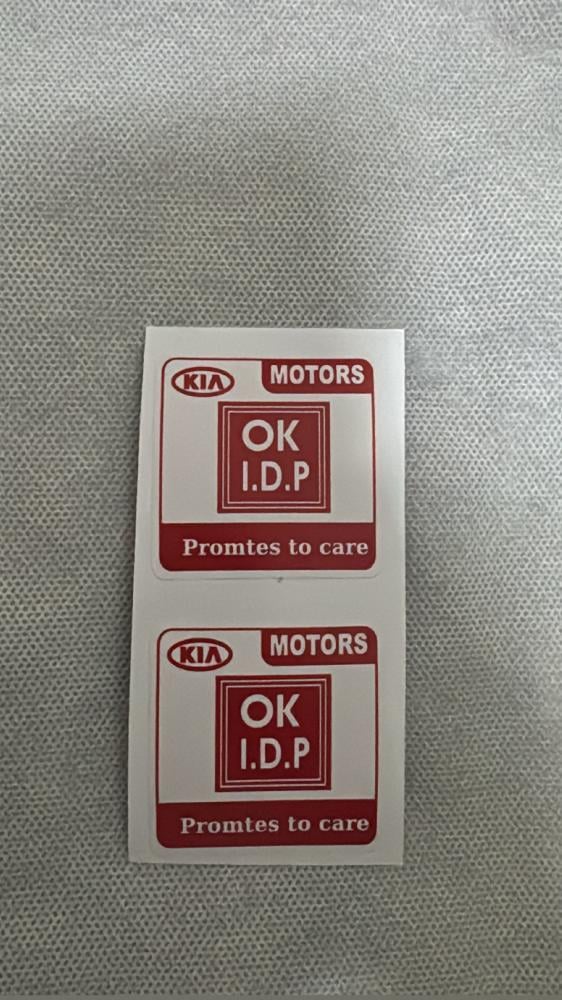 KIA MOTORS
OK
I.D.P
Promtes to care
KIA MOTORS
OK
I.D.P
Promtes to care